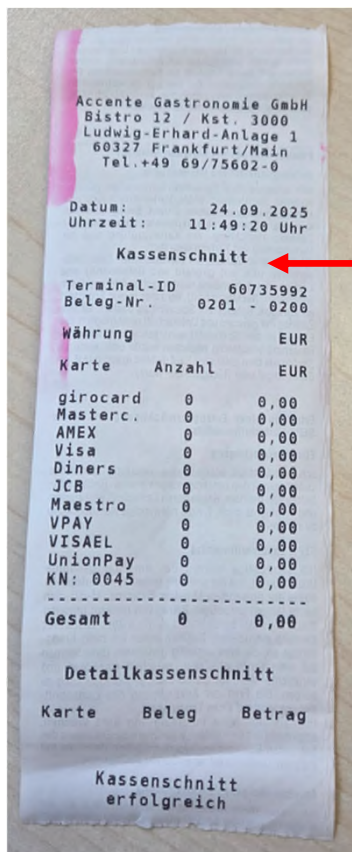 Accente Gastronomie GmbH
Bistro 12 / Kst. 3000
Ludwig-Erhard-Anlage 1
60327 Frankfurt/Main
Tel.+49 69/75602-0
Datum: 24.09.2025
Uhrzeit: 11:49:20 Uhr
Kassenschnitt
Terminal-ID 60735992
Beleg-Nr. 0201 - 0200
Währung EUR
Karte Anzahl EUR
girocard 0 0,00
Masterc. 0 0,00
AMEX 0 0,00
Visa 0 0,00
Diners 0 0,00
JCB 0 0,00
Maestro 0 0,00
VPAY 0 0,00
VISAEL 0 0,00
UnionPay 0 0,00
KN: 0045 0 0,00
--------------------------
Gesamt 0 0,00
Detailkassenschnitt
Karte Beleg Betrag
Kassenschnitt
erfolgreich